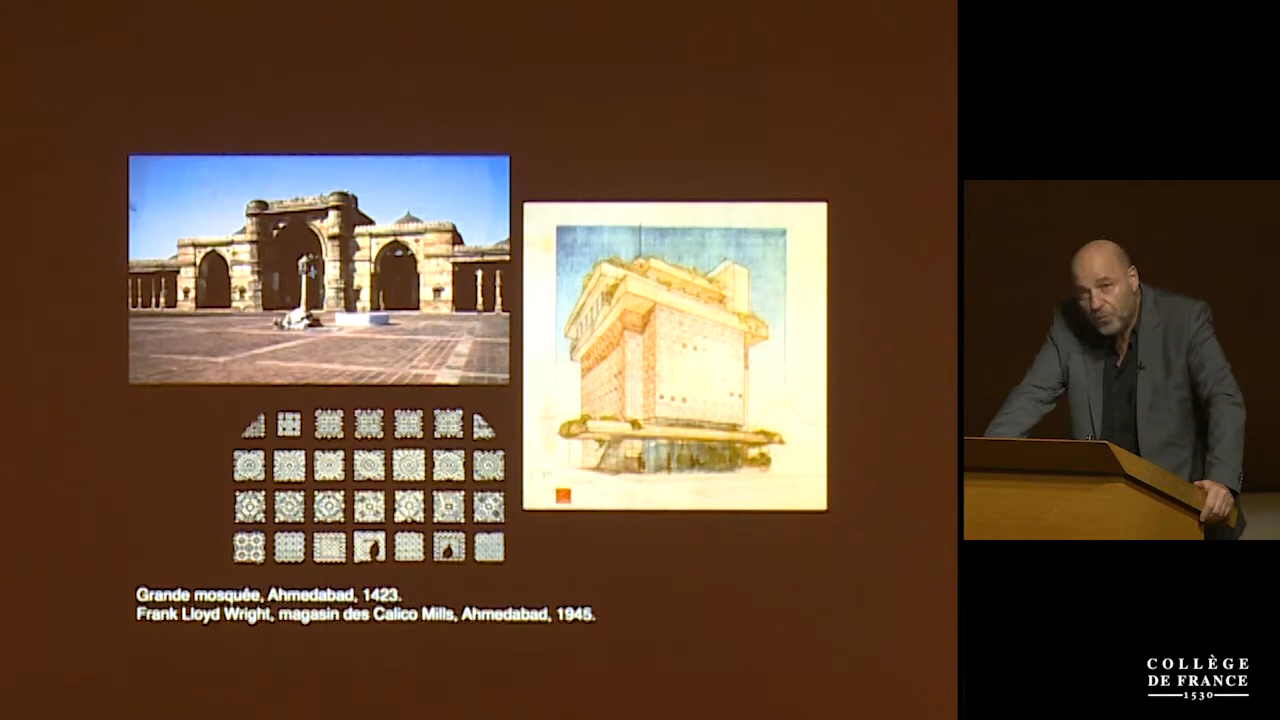 Grande mosquée, Ahmedabad, 1423.
Frank Lloyd Wright, magasin des Calico Mills, Ahmedabad, 1945.
COLLÈGE
DE FRANCE
1530